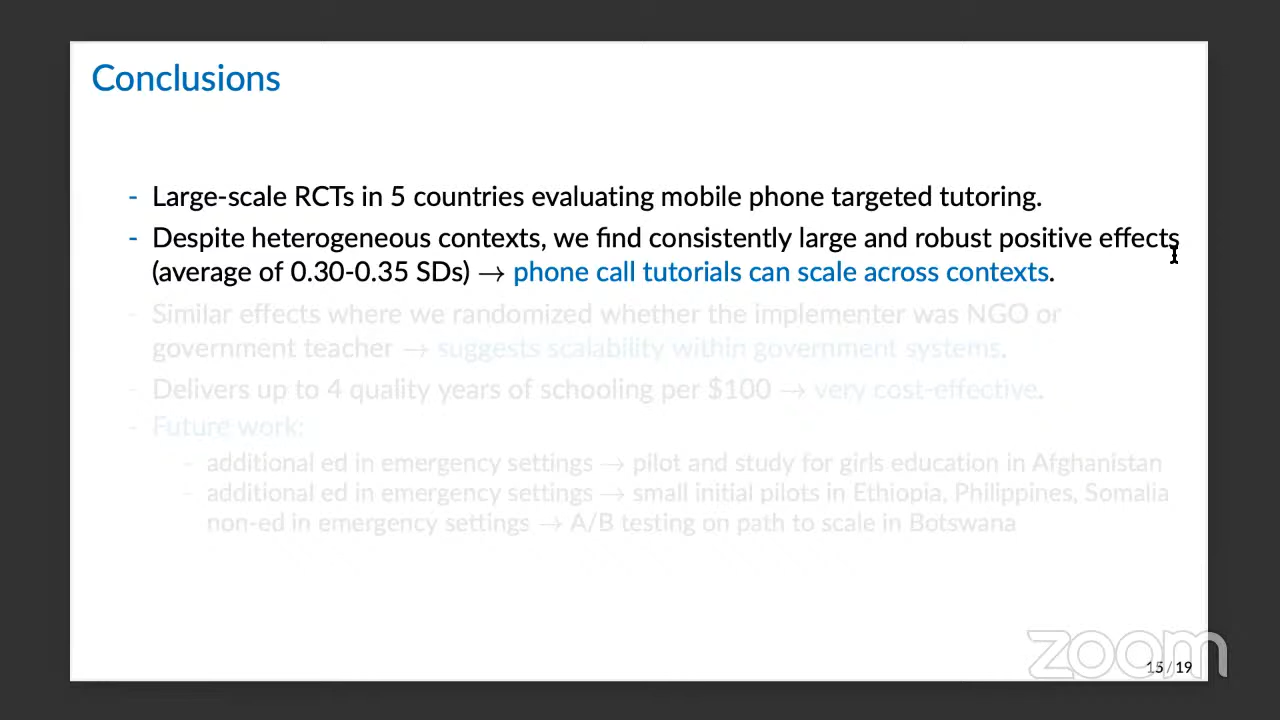 Conclusions
- Large-scale RCTs in 5 countries evaluating mobile phone targeted tutoring.
- Despite heterogeneous contexts, we find consistently large and robust positive effects
(average of 0.30-0.35 SDs) → phone call tutorials can scale across contexts.
- Similar effects where we randomized whether the implementer was NGO or
government teacher → suggests scalability within government systems.
- Delivers up to 4 quality years of schooling per $100 → very cost-effective.
- Future work:
- additional ed in emergency settings → pilot and study for girls education in Afghanistan
- additional ed in emergency settings → small initial pilots in Ethiopia, Philippines, Somalia
non-ed in emergency settings → A/B testing on path to scale in Botswana
zoom
15 / 19